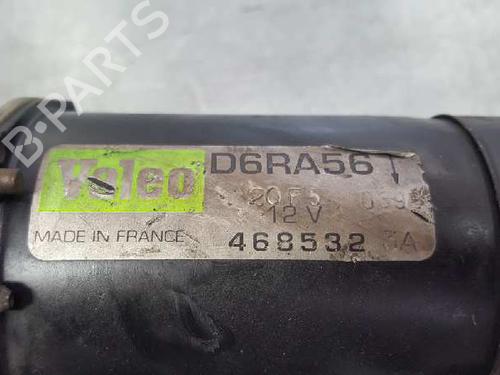 B-PARTS
Valeo D6RA56
12 V
MADE IN FRANCE 468532